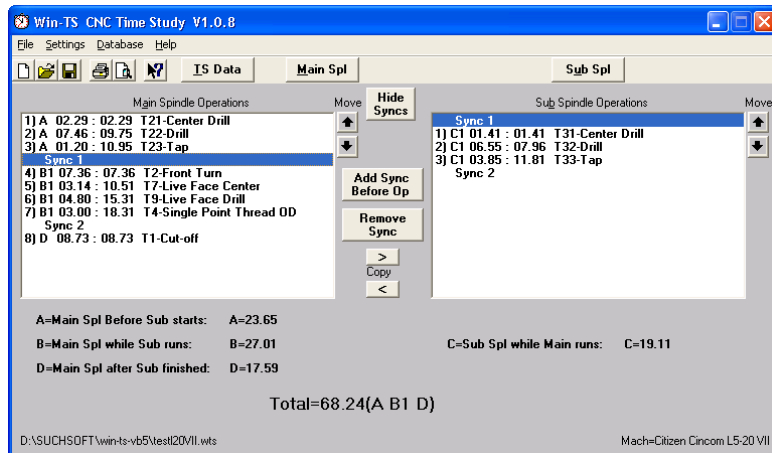 Win-TS CNC Time Study V1.0.8
File Settings Database Help
TS Data Main Spl Sub Spl
Main Spindle Operations Move
1) A 02.29 : 02.29 T21-Center Drill
2) A 07.46 : 09.75 T22-Drill
3) A 01.20 : 10.95 T23-Tap
Sync 1
4) B1 07.36 : 07.36 T2-Front Turn
5) B1 03.14 : 10.51 T7-Live Face Center
6) B1 04.80 : 15.31 T9-Live Face Drill
7) B1 03.00 : 18.31 T4-Single Point Thread OD
Sync 2
8) D 08.73 : 08.73 T1-Cut-off
Hide
Syncs
Add Sync
Before Op
Remove
Sync
>
Copy
<
Sub Spindle Operations Move
Sync 1
1) C1 01.41 : 01.41 T31-Center Drill
2) C1 06.55 : 07.96 T32-Drill
3) C1 03.85 : 11.81 T33-Tap
Sync 2
A=Main Spl Before Sub starts: A=23.65
B=Main Spl while Sub runs: B=27.01 C=Sub Spl while Main runs: C=19.11
D=Main Spl after Sub finished: D=17.59
Total=68.24(A B1 D)
D:\SUCHSOFT\win-ts-vb5\testl20VII.wts Mach=Citizen Cincom L5-20 VII